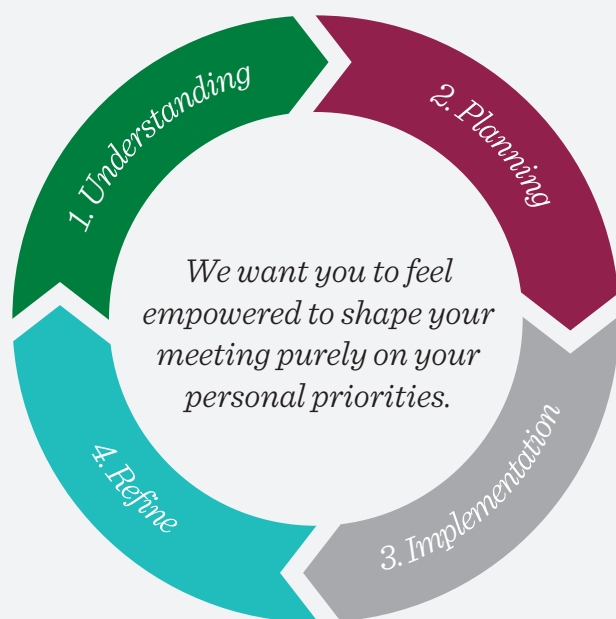 1. Understanding
2. Planning
We want you to feel
empowered to shape your
meeting purely on your
personal priorities.
3. Implementation
4. Refine